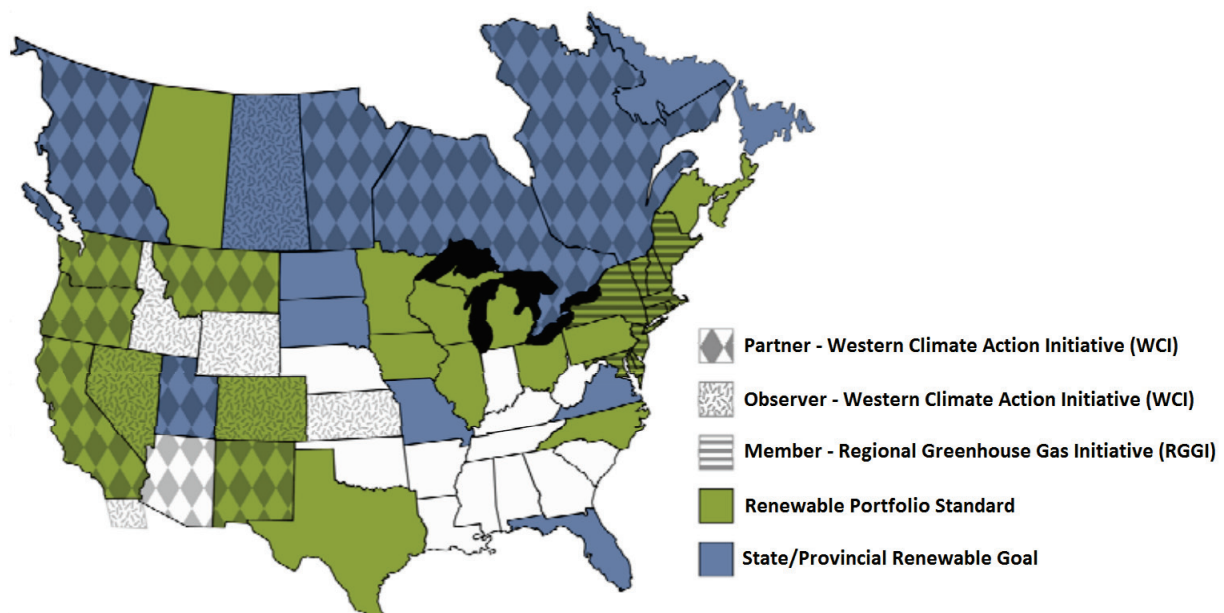 Partner - Western Climate Action Initiative (WCI)
Observer - Western Climate Action Initiative (WCI)
Member - Regional Greenhouse Gas Initiative (RGGI)
Renewable Portfolio Standard
State/Provincial Renewable Goal